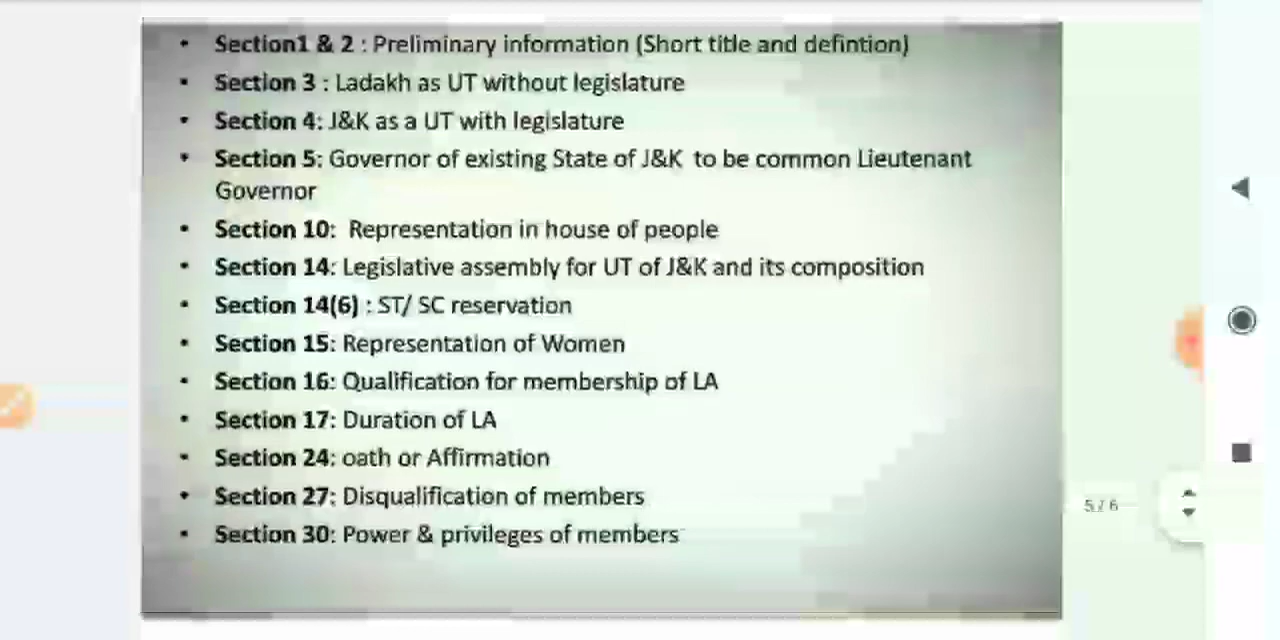 • Section1 & 2 : Preliminary information (Short title and defintion)
• Section 3 : Ladakh as UT without legislature
• Section 4: J&K as a UT with legislature
• Section 5: Governor of existing State of J&K to be common Lieutenant
Governor
• Section 10: Representation in house of people
• Section 14: Legislative assembly for UT of J&K and its composition
• Section 14(6) : ST/ SC reservation
• Section 15: Representation of Women
• Section 16: Qualification for membership of LA
• Section 17: Duration of LA
• Section 24: oath or Affirmation
• Section 27: Disqualification of members
• Section 30: Power & privileges of members
5 / 6